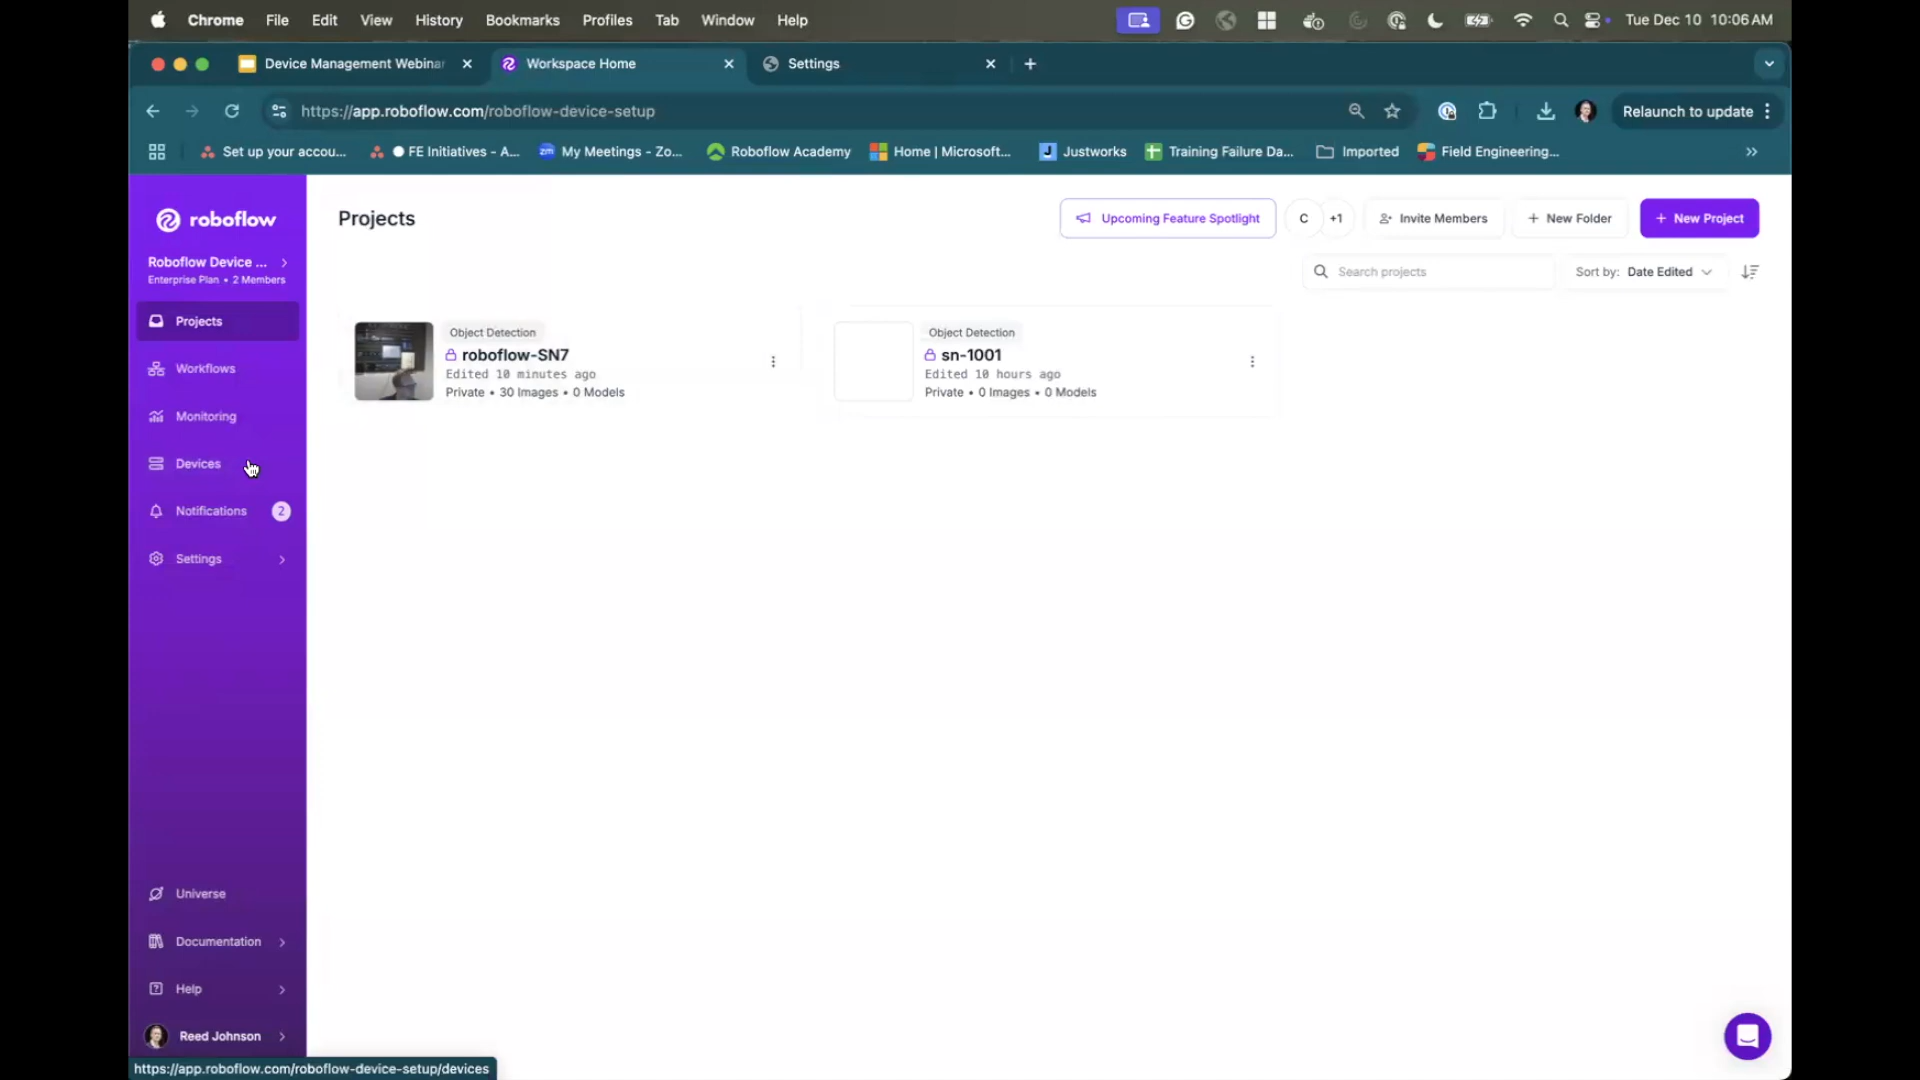 Chrome File Edit View History Bookmarks Profiles Tab Window Help Tue Dec 10 10:06 AM
Device Management Webinar Workspace Home Settings
https://app.roboflow.com/roboflow-device-setup Relaunch to update
Set up your accou... FE Initiatives - A... zm My Meetings - Zo... Roboflow Academy Home | Microsoft... J Justworks Training Failure Da... Imported Field Engineering...
roboflow
Roboflow Device ...
Enterprise Plan • 2 Members
Projects
Workflows
Monitoring
Devices
Notifications 2
Settings
Universe
Documentation
Help
Reed Johnson
https://app.roboflow.com/roboflow-device-setup/devices
Projects Upcoming Feature Spotlight C +1 Invite Members + New Folder + New Project
Search projects Sort by: Date Edited
Object Detection
roboflow-SN7
Edited 10 minutes ago
Private • 30 Images • 0 Models
Object Detection
sn-1001
Edited 10 hours ago
Private • 0 Images • 0 Models